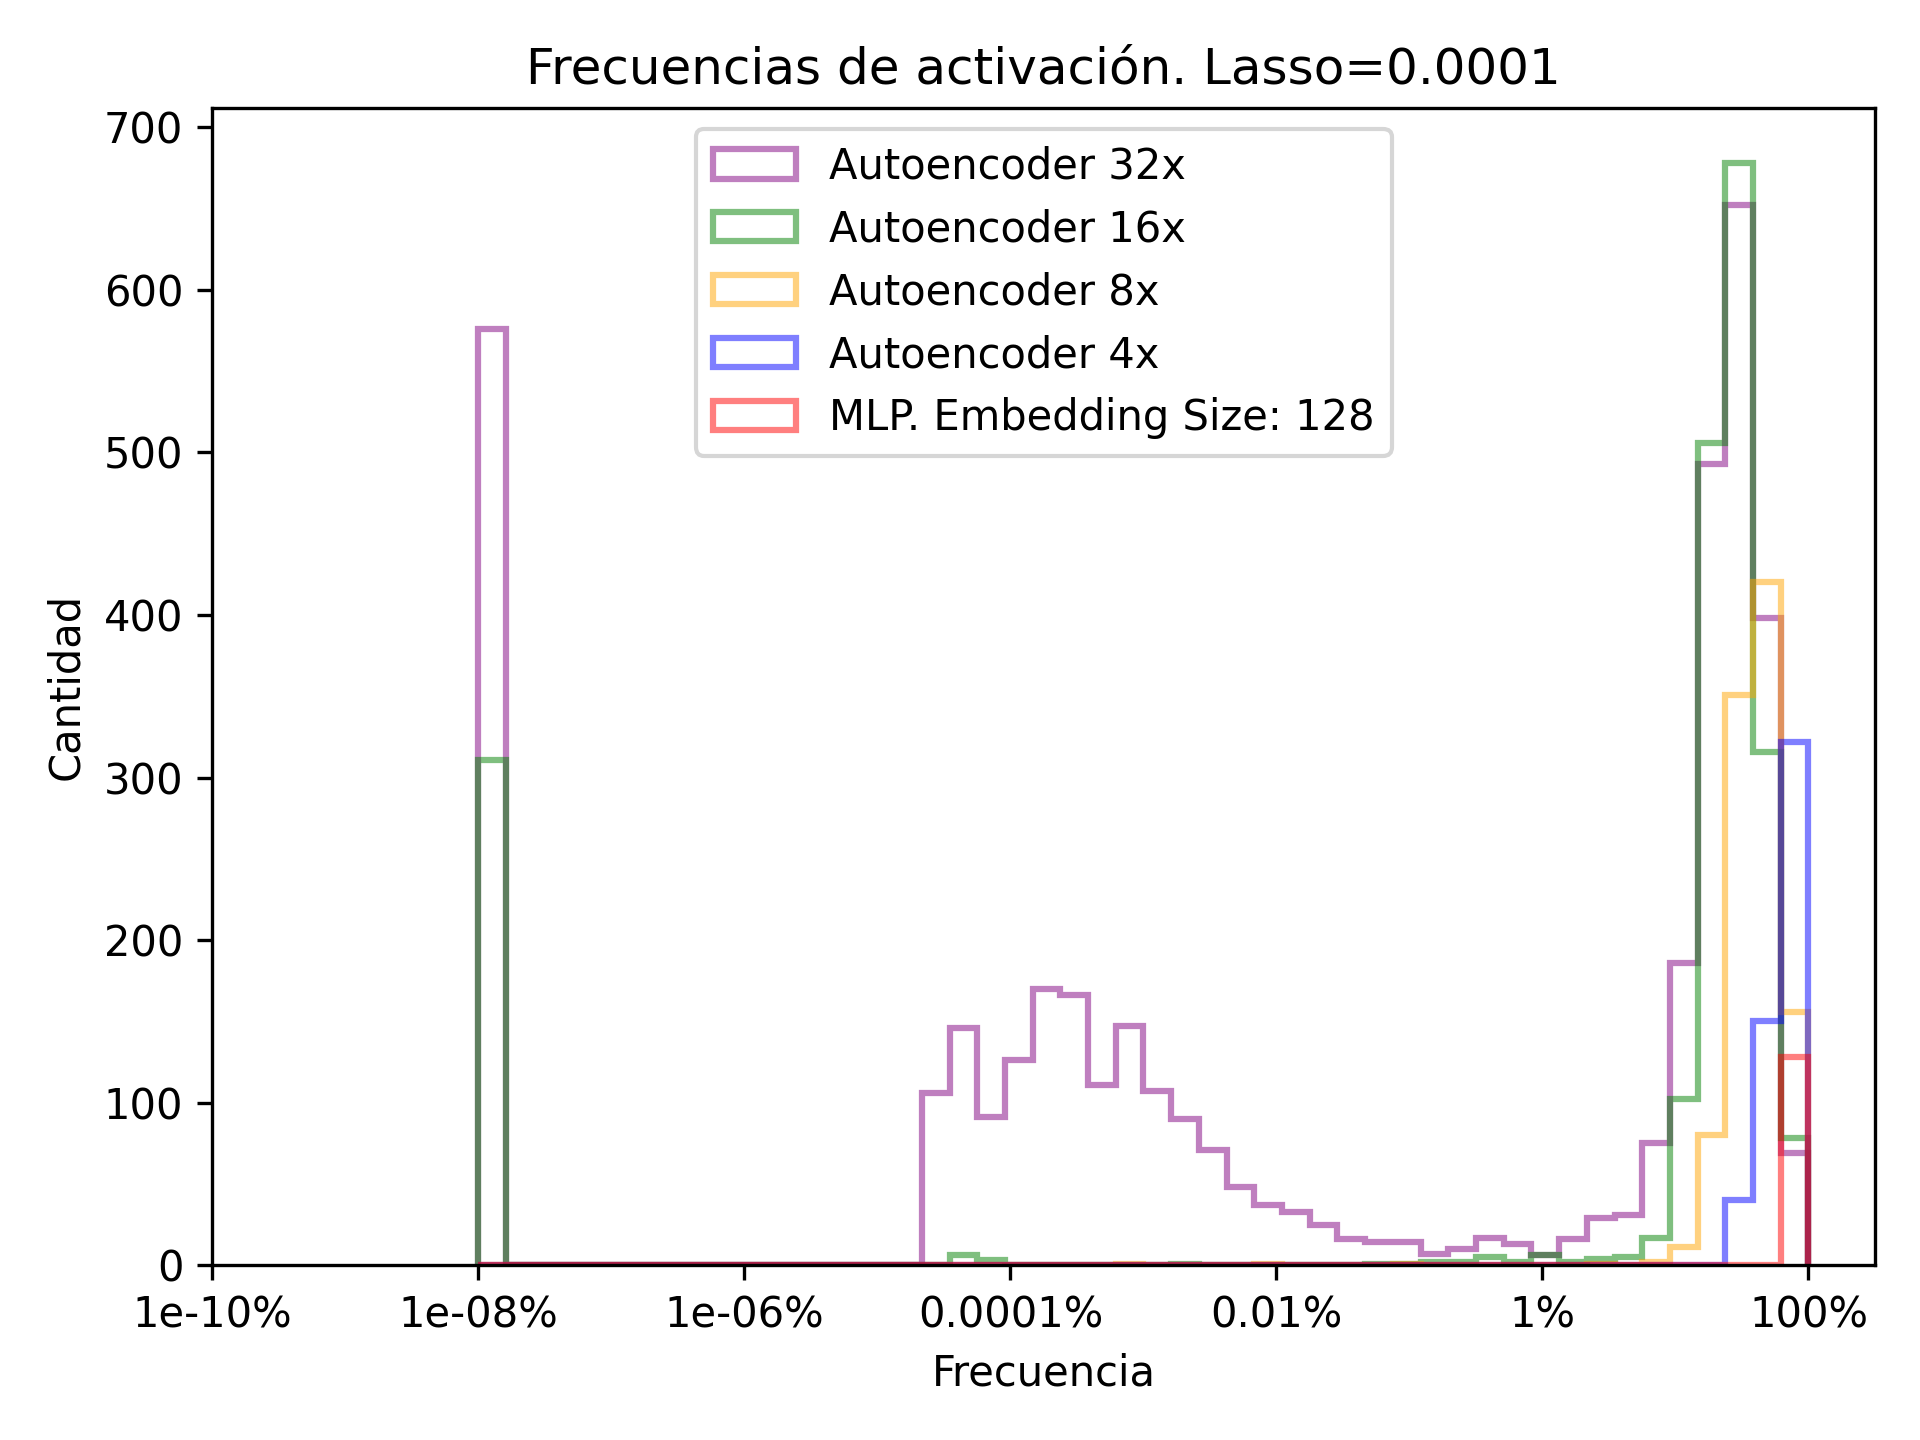 Frecuencias de activación. Lasso=0.0001
700
600
500
400
300
200
100
0
Cantidad
Autoencoder 32x
Autoencoder 16x
Autoencoder 8x
Autoencoder 4x
MLP. Embedding Size: 128
1e-10% 1e-08% 1e-06% 0.0001% 0.01% 1% 100%
Frecuencia